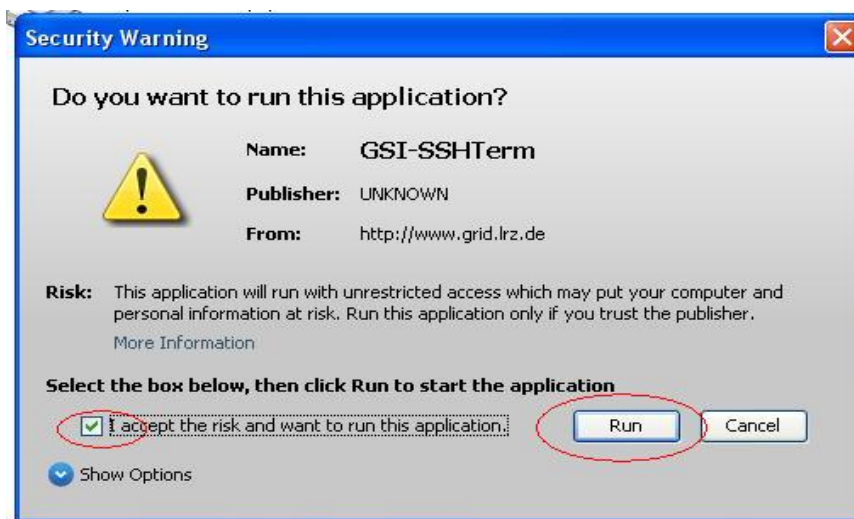 Security Warning
Do you want to run this application?
Name: GSI-SSHTerm
Publisher: UNKNOWN
From: http://www.grid.lrz.de
Risk: This application will run with unrestricted access which may put your computer and
personal information at risk. Run this application only if you trust the publisher.
More Information
Select the box below, then click Run to start the application
I accept the risk and want to run this application.
Run Cancel
Show Options